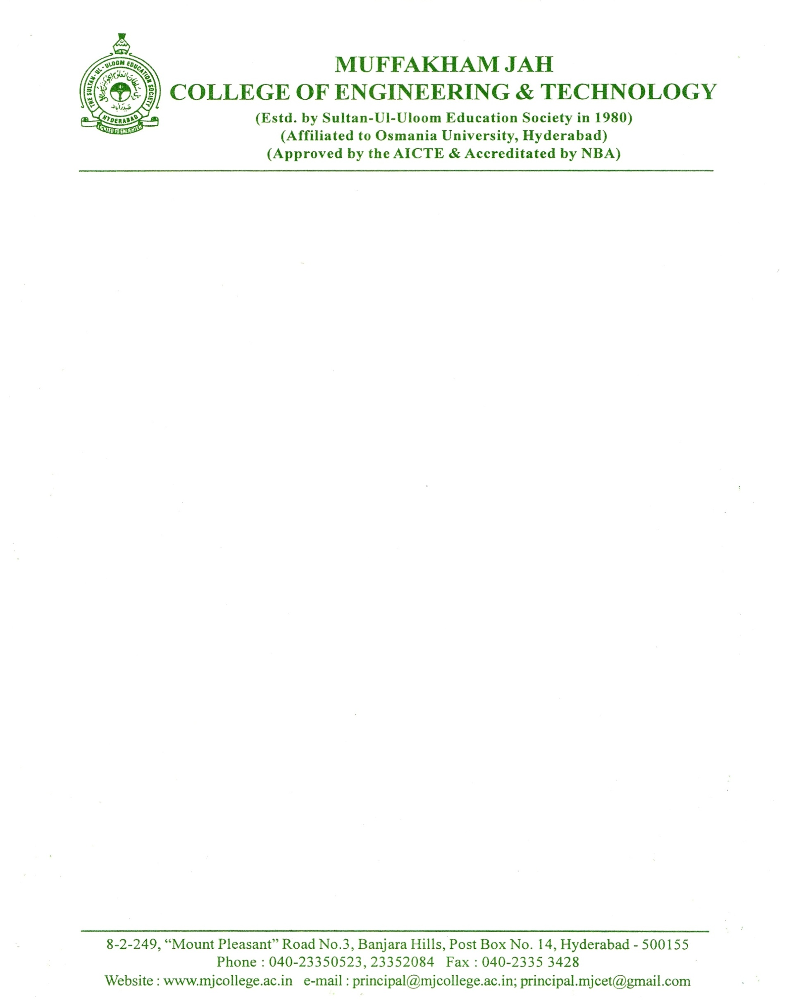 THE SULTAN-UL-ULOOM EDUCATION SOCIETY
حیدرآباد
HYDERABAD
LIGHTED TO ENLIGHTEN
MUFFAKHAM JAH
COLLEGE OF ENGINEERING & TECHNOLOGY
(Estd. by Sultan-Ul-Uloom Education Society in 1980)
(Affiliated to Osmania University, Hyderabad)
(Approved by the AICTE & Accreditated by NBA)
8-2-249, “Mount Pleasant” Road No.3, Banjara Hills, Post Box No. 14, Hyderabad - 500155
Phone : 040-23350523, 23352084 Fax : 040-2335 3428
Website : www.mjcollege.ac.in e-mail : principal@mjcollege.ac.in; principal.mjcet@gmail.com